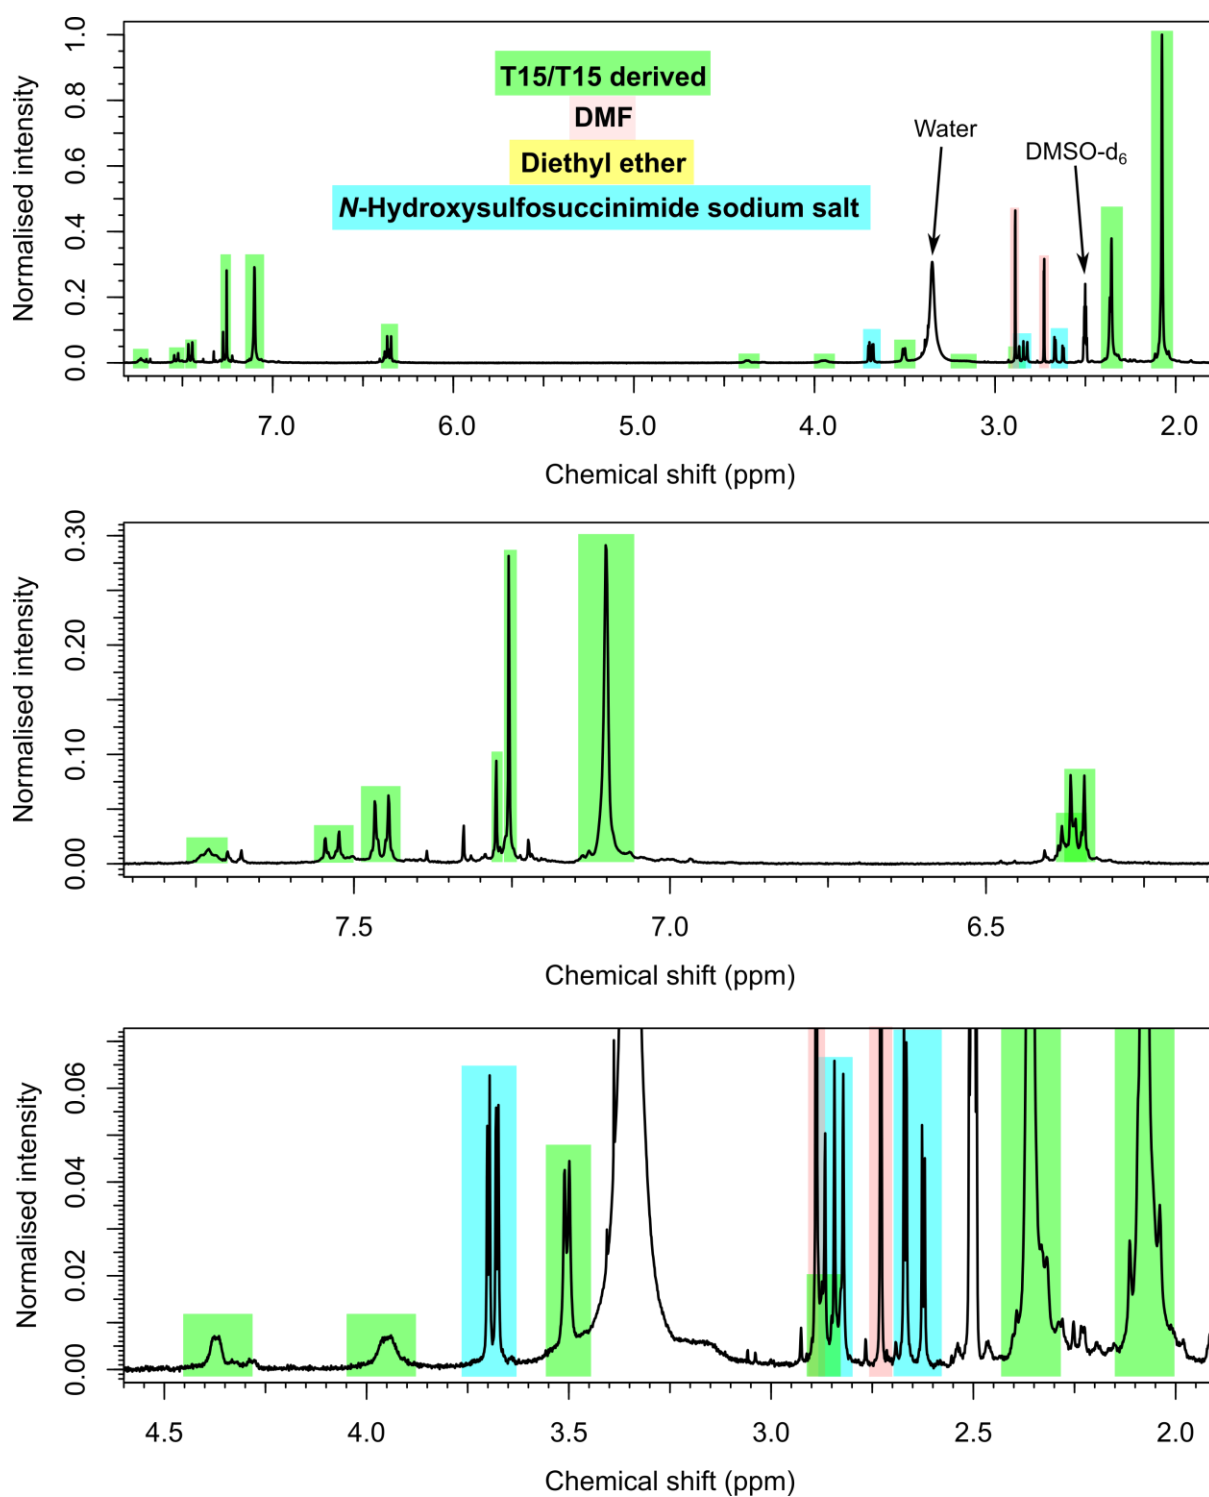 Normalised intensity
1.0
0.8
0.6
0.4
0.2
0.0
T15/T15 derived
DMF
Diethyl ether
N-Hydroxysulfosuccinimide sodium salt
Water
DMSO-d6
7.0 6.0 5.0 4.0 3.0 2.0
Chemical shift (ppm)
Normalised intensity
0.30
0.20
0.10
0.00
7.5 7.0 6.5
Chemical shift (ppm)
Normalised intensity
0.06
0.04
0.02
0.00
4.5 4.0 3.5 3.0 2.5 2.0
Chemical shift (ppm)